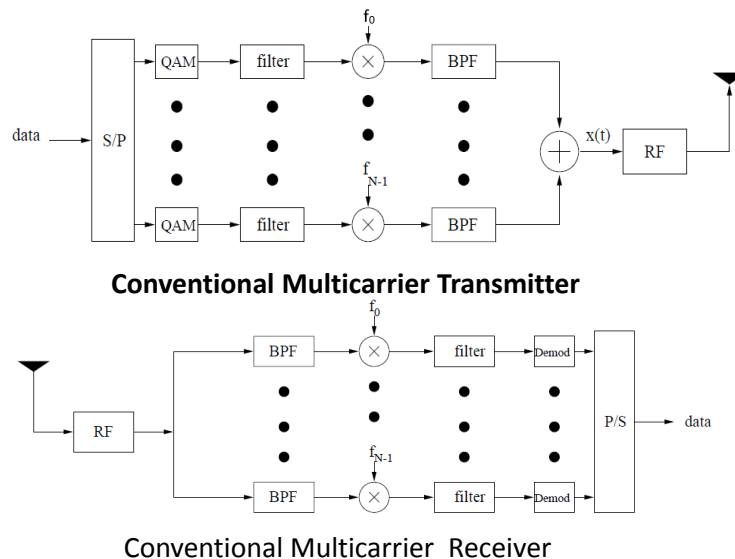 f0
QAM filter × BPF
data S/P + x(t) RF
fN-1
QAM filter × BPF
Conventional Multicarrier Transmitter
f0
BPF × filter Demod
RF P/S data
fN-1
BPF × filter Demod
Conventional Multicarrier Receiver